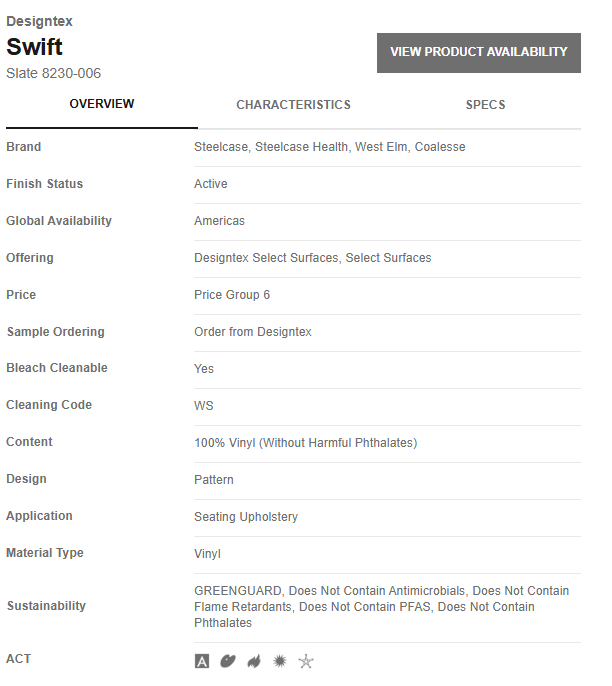 Designtex
Swift
Slate 8230-006
VIEW PRODUCT AVAILABILITY
OVERVIEW CHARACTERISTICS SPECS
Brand Steelcase, Steelcase Health, West Elm, Coalesse
Finish Status Active
Global Availability Americas
Offering Designtex Select Surfaces, Select Surfaces
Price Price Group 6
Sample Ordering Order from Designtex
Bleach Cleanable Yes
Cleaning Code WS
Content 100% Vinyl (Without Harmful Phthalates)
Design Pattern
Application Seating Upholstery
Material Type Vinyl
Sustainability GREENGUARD, Does Not Contain Antimicrobials, Does Not Contain
Flame Retardants, Does Not Contain PFAS, Does Not Contain
Phthalates
ACT A